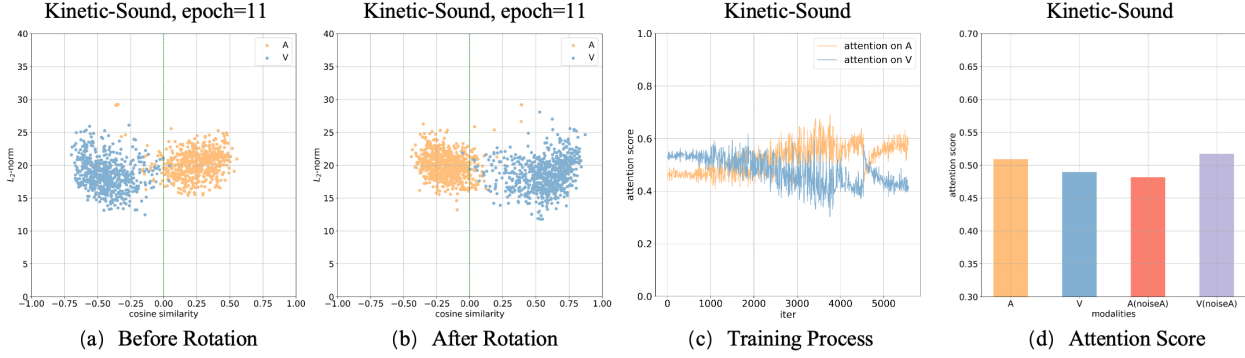 Kinetic-Sound, epoch=11
40
35
30
25
20
15
10
5
0
L₂-norm
A
V
−1.00 −0.75 −0.50 −0.25 0.00 0.25 0.50 0.75 1.00
cosine similarity
(a) Before Rotation
Kinetic-Sound, epoch=11
40
35
30
25
20
15
10
5
0
L₂-norm
A
V
−1.00 −0.75 −0.50 −0.25 0.00 0.25 0.50 0.75 1.00
cosine similarity
(b) After Rotation
Kinetic-Sound
1.0
0.8
0.6
0.4
0.2
0.0
attention score
attention on A
attention on V
0 1000 2000 3000 4000 5000
iter
(c) Training Process
Kinetic-Sound
0.70
0.65
0.60
0.55
0.50
0.45
0.40
0.35
0.30
attention score
A V A(noiseA) V(noiseA)
modalities
(d) Attention Score